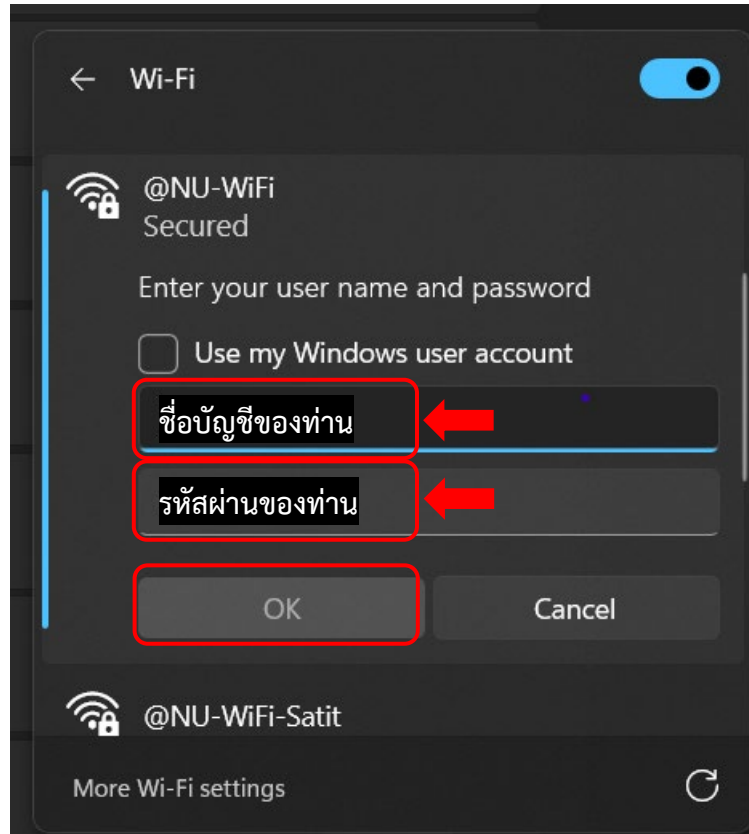 Wi-Fi
@NU-WiFi
Secured
Enter your user name and password
Use my Windows user account
ชื่อบัญชีของท่าน
รหัสผ่านของท่าน
OK Cancel
@NU-WiFi-Satit
More Wi-Fi settings